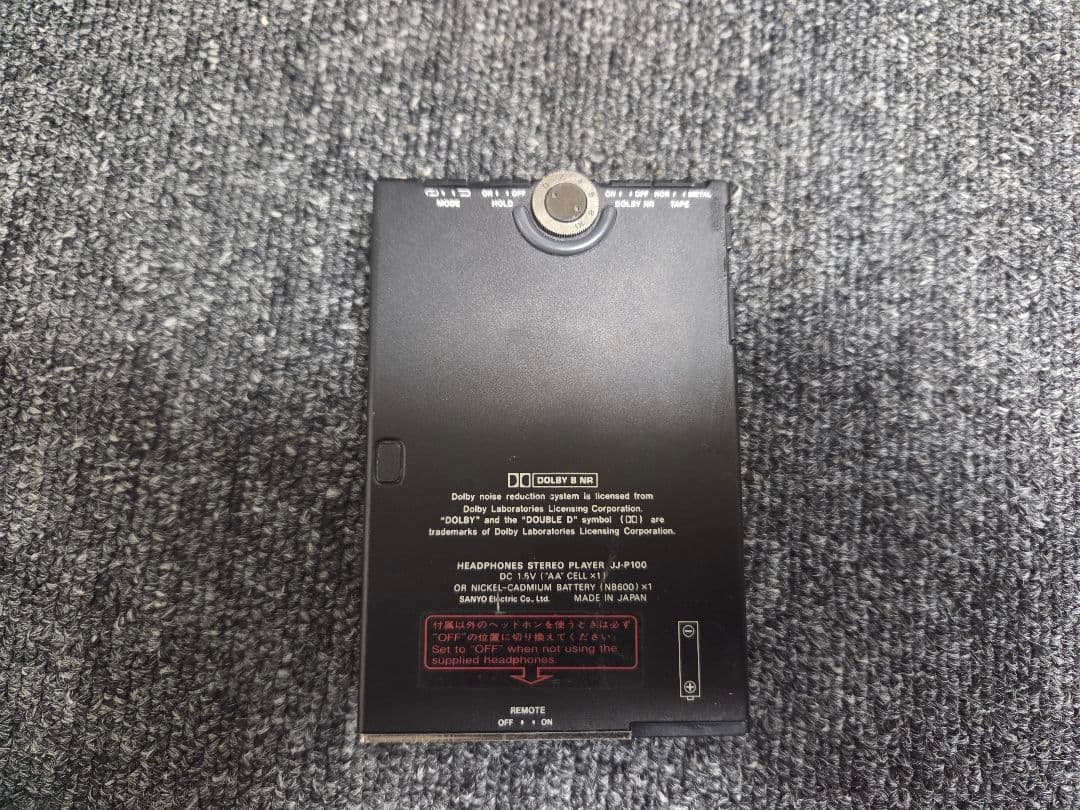 ON OFF ON OFF NOR METAL
MODE HOLD DOLBY NR TAPE
DOLBY B NR
Dolby noise reduction system is licensed from
Dolby Laboratories Licensing Corporation.
"DOLBY" and the "DOUBLE D" symbol ( ) are
trademarks of Dolby Laboratories Licensing Corporation.
HEADPHONES STEREO PLAYER JJ-P100
DC 1.5V ("AA" CELL×1)
OR NICKEL-CADMIUM BATTERY (NB600)×1
SANYO Electric Co., Ltd. MADE IN JAPAN
付属以外のヘッドホンを使うときは必ず
"OFF"の位置に切り換えてください。
Set to "OFF" when not using the
supplied headphones.
REMOTE
OFF ON